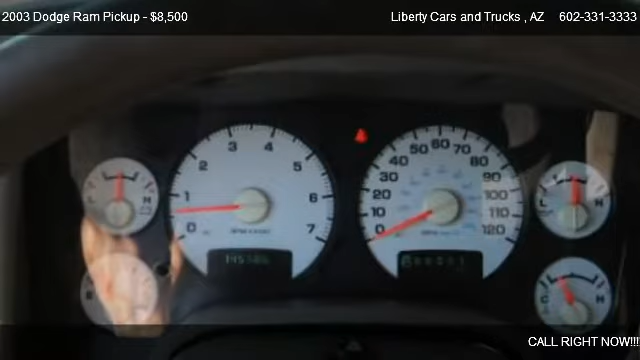 2003 Dodge Ram Pickup - $8,500
Liberty Cars and Trucks , AZ 602-331-3333
0 1 2 3 4 5 6 7
0 10 20 30 40 50 60 70 80 90 100 110 120
L H
L H
C H
CALL RIGHT NOW!!!